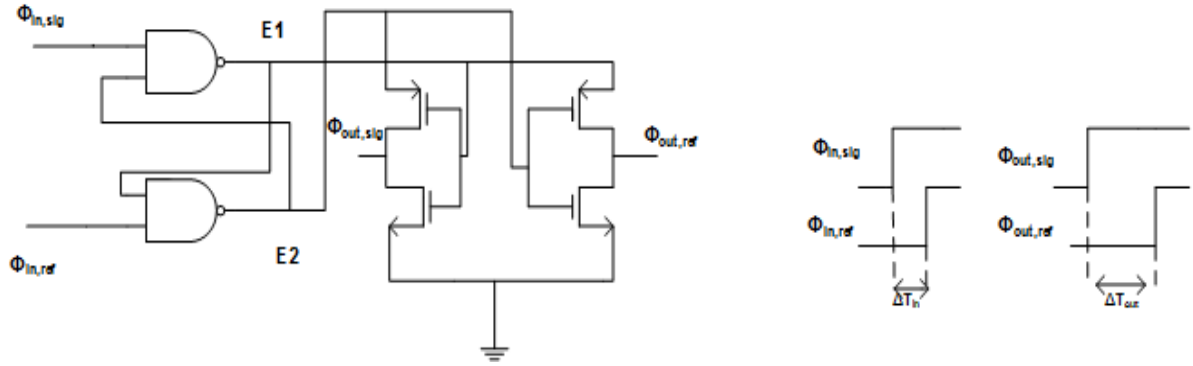 Φin,sig
E1
Φout,sig
Φout,ref
E2
Φin,ref
Φin,sig
Φout,sig
Φin,ref
Φout,ref
ΔTin
ΔTout